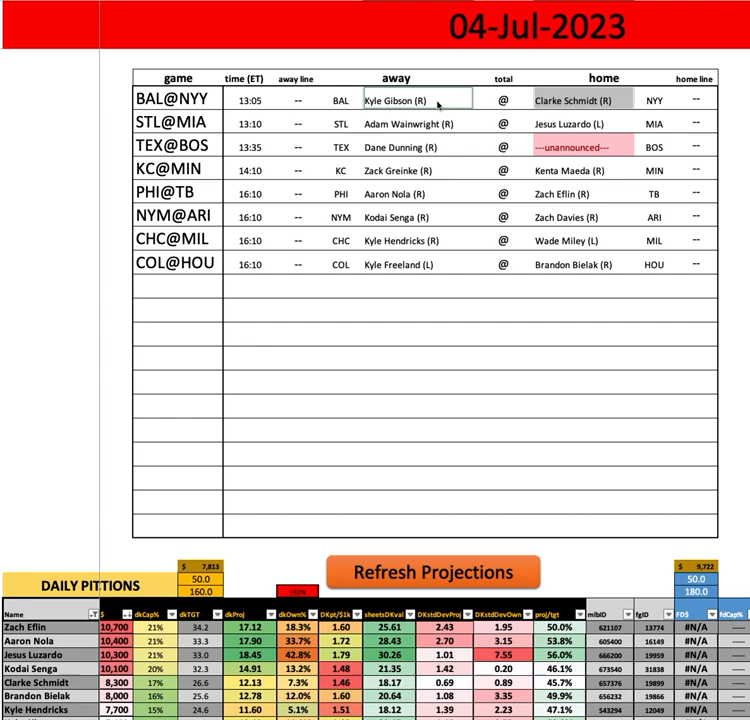 04-Jul-2023
game time (ET) away line away total home home line
BAL@NYY 13:05 -- BAL Kyle Gibson (R) @ Clarke Schmidt (R) NYY --
STL@MIA 13:10 -- STL Adam Wainwright (R) @ Jesus Luzardo (L) MIA --
TEX@BOS 13:35 -- TEX Dane Dunning (R) @ ---unannounced--- BOS --
KC@MIN 14:10 -- KC Zack Greinke (R) @ Kenta Maeda (R) MIN --
PHI@TB 16:10 -- PHI Aaron Nola (R) @ Zach Eflin (R) TB --
NYM@ARI 16:10 -- NYM Kodai Senga (R) @ Zach Davies (R) ARI --
CHC@MIL 16:10 -- CHC Kyle Hendricks (R) @ Wade Miley (L) MIL --
COL@HOU 16:10 -- COL Kyle Freeland (L) @ Brandon Bielak (R) HOU --
$ 7,813 $ 9,722
DAILY PITTIONS 50.0 Refresh Projections 50.0
160.0 180.0
Name $ dkCap% dkTGT dkProj dkOwn% DKpt/$1k sheetsDKval DKstdDevProj DKstdDevOwn proj/tgt mlbID fgID FD$ fdCap%
Zach Eflin 10,700 21% 34.2 17.12 18.3% 1.60 25.61 2.43 1.95 50.0% 621107 13774 #N/A -----
Aaron Nola 10,400 21% 33.3 17.90 33.7% 1.72 28.43 2.70 3.15 53.8% 605400 16149 #N/A -----
Jesus Luzardo 10,300 21% 33.0 18.45 42.8% 1.79 30.26 1.01 7.55 56.0% 666200 19959 #N/A -----
Kodai Senga 10,100 20% 32.3 14.91 13.2% 1.48 21.35 1.42 0.20 46.1% 673540 31838 #N/A -----
Clarke Schmidt 8,300 17% 26.6 12.13 7.3% 1.46 18.17 0.69 0.89 45.7% 657376 19899 #N/A -----
Brandon Bielak 8,000 16% 25.6 12.78 12.0% 1.60 20.64 1.08 3.35 49.9% 656232 19866 #N/A -----
Kyle Hendricks 7,700 15% 24.6 11.60 5.1% 1.51 18.12 1.39 2.23 47.1% 543294 12049 #N/A -----